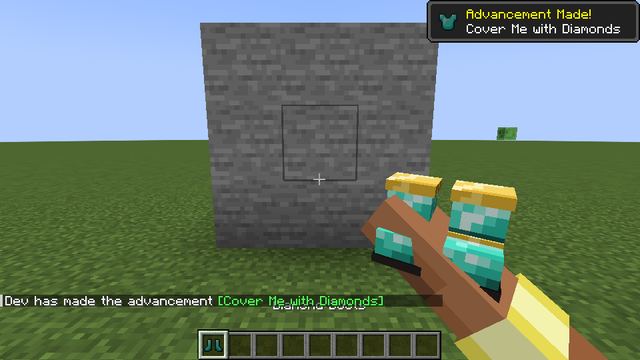 Advancement Made!
Cover Me with Diamonds
Dev has made the advancement [Cover Me with Diamonds]
Diamond Boots